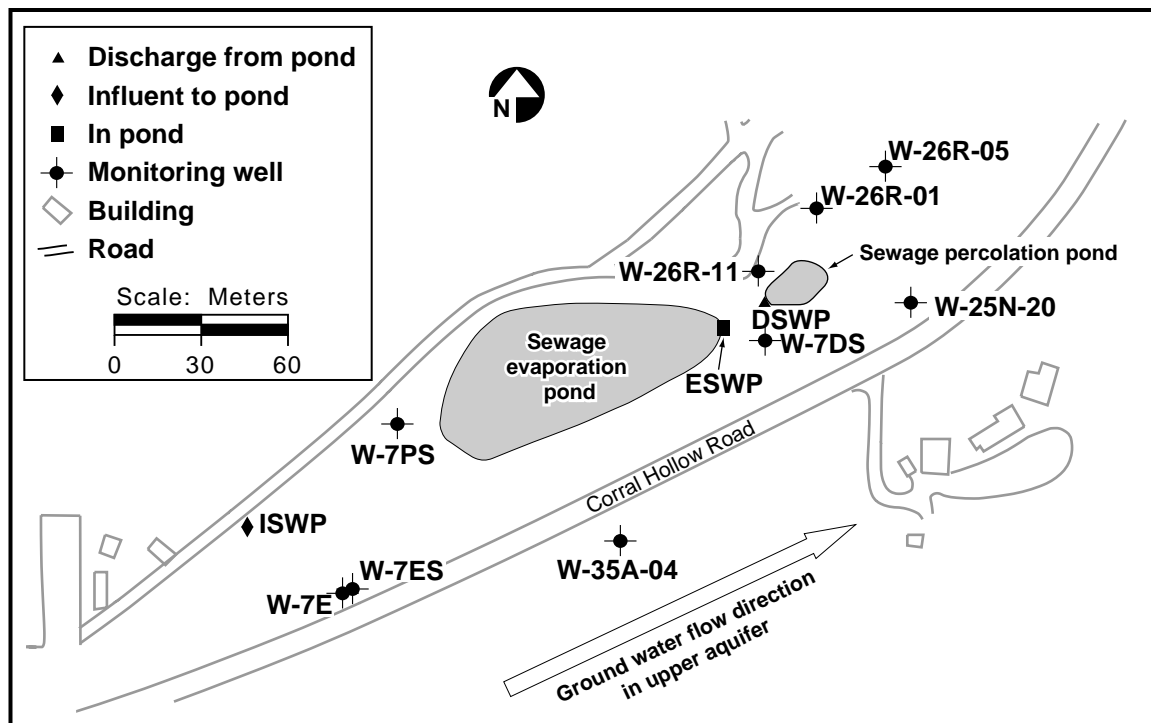 Discharge from pond
Influent to pond
In pond
Monitoring well
Building
Road
Scale: Meters
0 30 60
N
W-26R-05
W-26R-01
W-26R-11
Sewage percolation pond
DSWP
W-25N-20
W-7DS
Sewage
evaporation
pond
ESWP
W-7PS
Corral Hollow Road
ISWP
W-7ES
W-7E
W-35A-04
Ground water flow direction
in upper aquifer